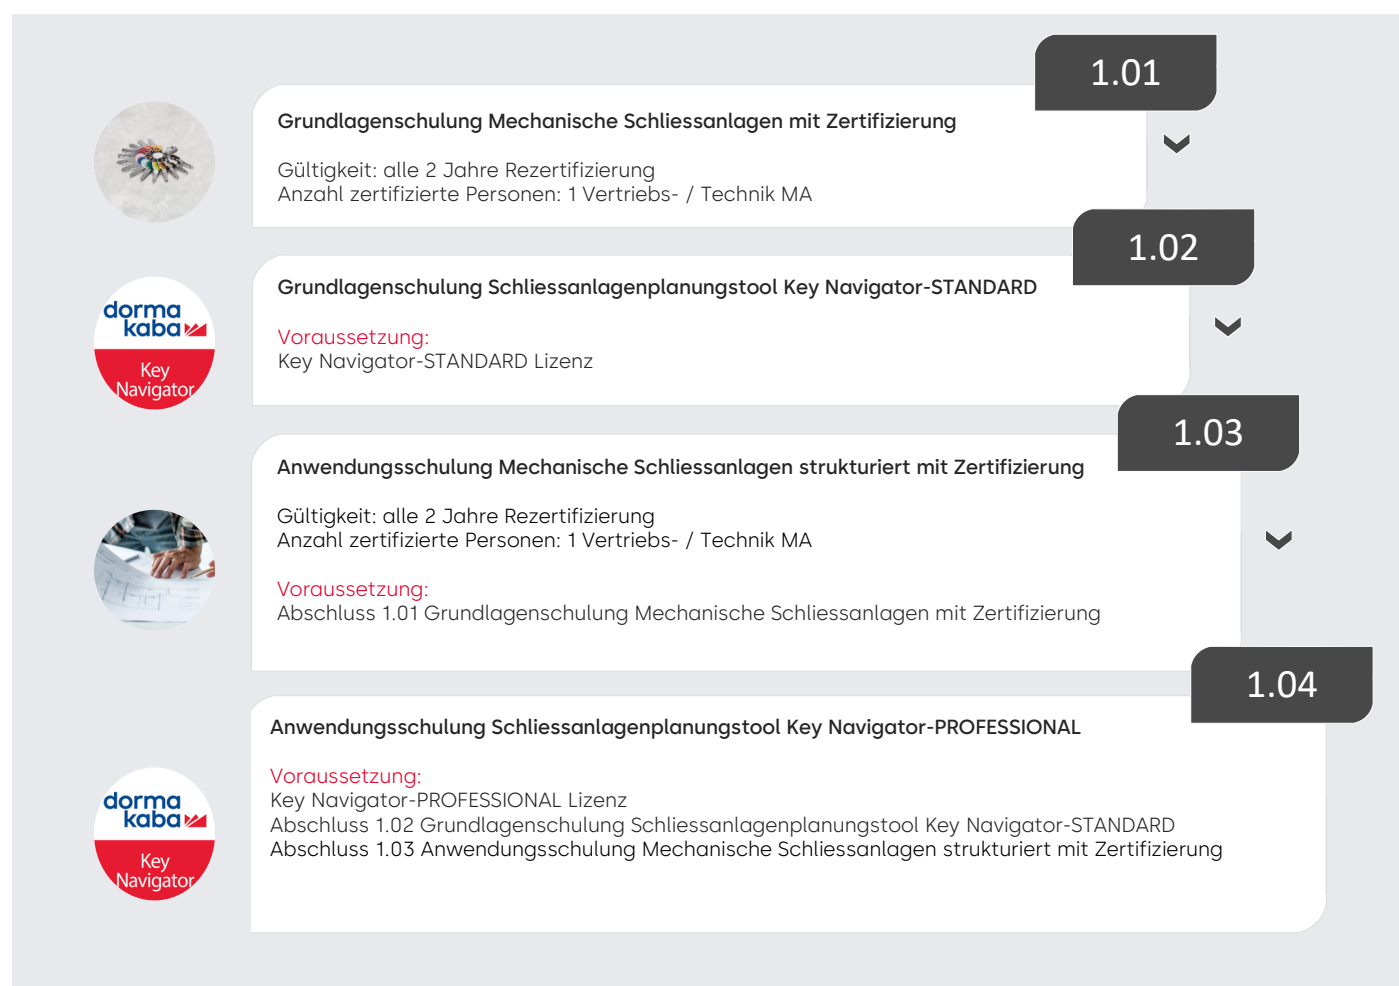 1.01
Grundlagenschulung Mechanische Schliessanlagen mit Zertifizierung
Gültigkeit: alle 2 Jahre Rezertifizierung
Anzahl zertifizierte Personen: 1 Vertriebs- / Technik MA
1.02
Grundlagenschulung Schliessanlagenplanungstool Key Navigator-STANDARD
Voraussetzung:
Key Navigator-STANDARD Lizenz
dorma
kaba
Key
Navigator
1.03
Anwendungsschulung Mechanische Schliessanlagen strukturiert mit Zertifizierung
Gültigkeit: alle 2 Jahre Rezertifizierung
Anzahl zertifizierte Personen: 1 Vertriebs- / Technik MA
Voraussetzung:
Abschluss 1.01 Grundlagenschulung Mechanische Schliessanlagen mit Zertifizierung
1.04
Anwendungsschulung Schliessanlagenplanungstool Key Navigator-PROFESSIONAL
Voraussetzung:
Key Navigator-PROFESSIONAL Lizenz
Abschluss 1.02 Grundlagenschulung Schliessanlagenplanungstool Key Navigator-STANDARD
Abschluss 1.03 Anwendungsschulung Mechanische Schliessanlagen strukturiert mit Zertifizierung
dorma
kaba
Key
Navigator